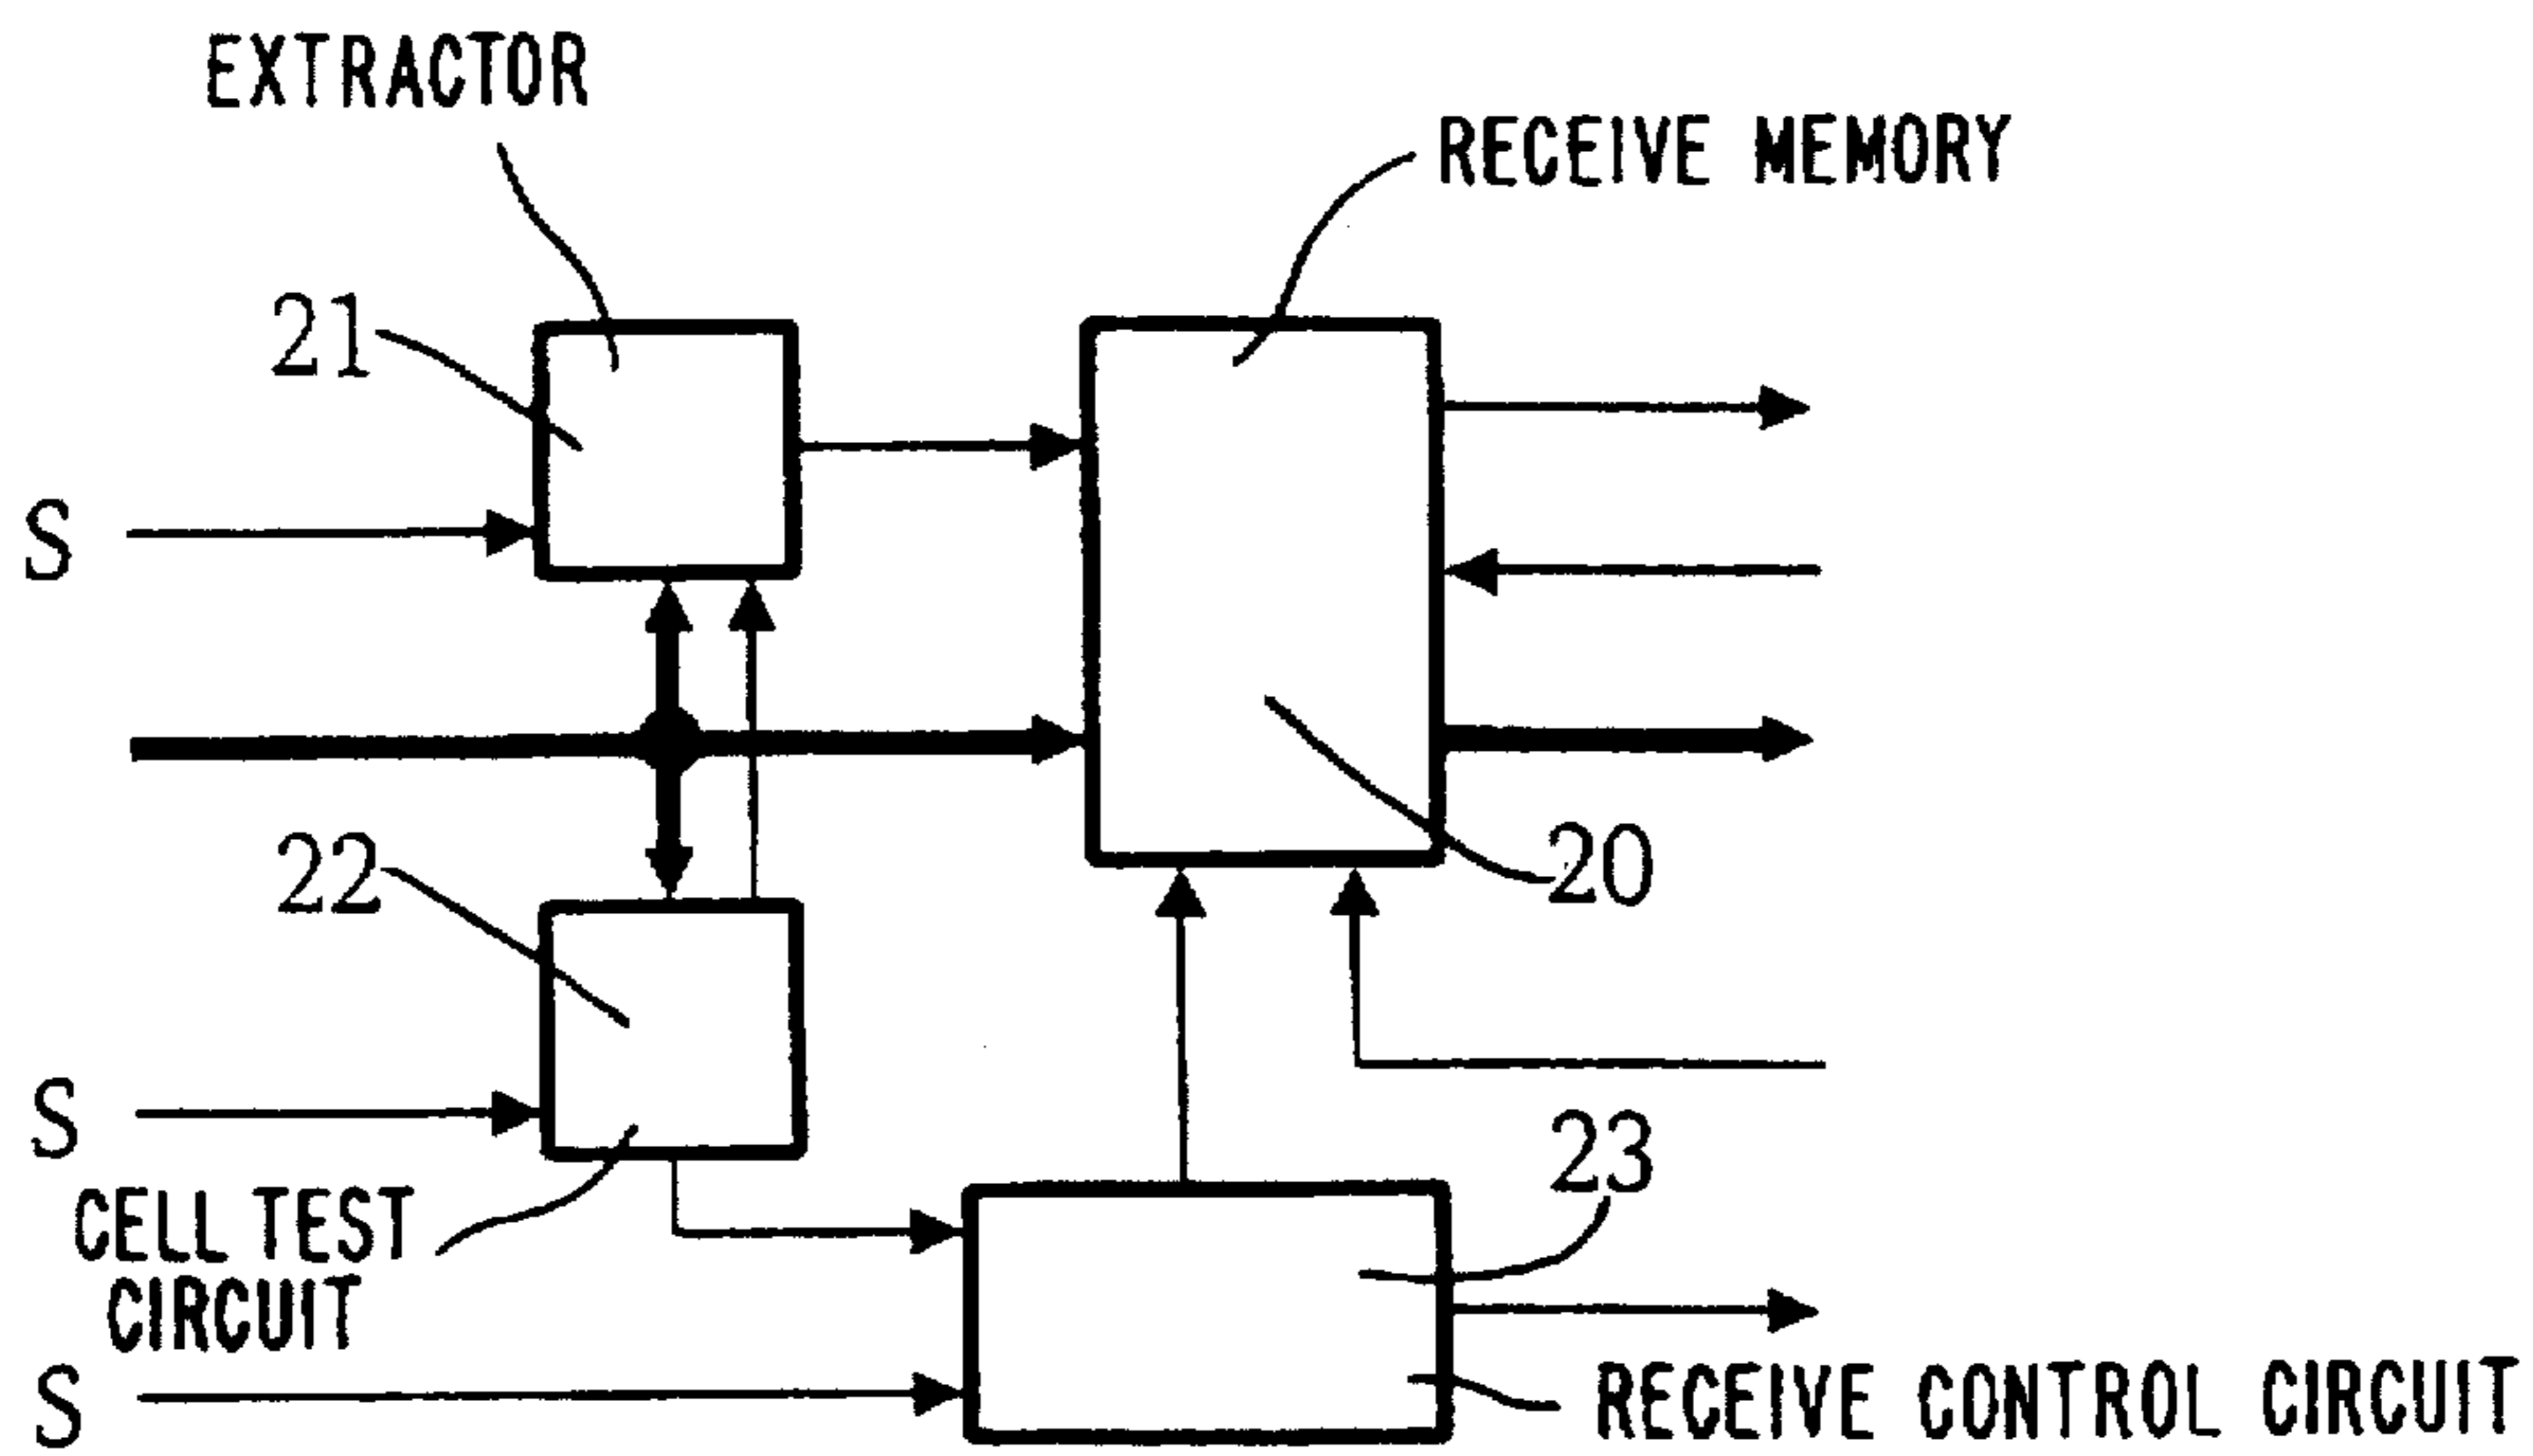 EXTRACTOR
RECEIVE MEMORY
21
S
22
20
S
23
CELL TEST
CIRCUIT
S
RECEIVE CONTROL CIRCUIT